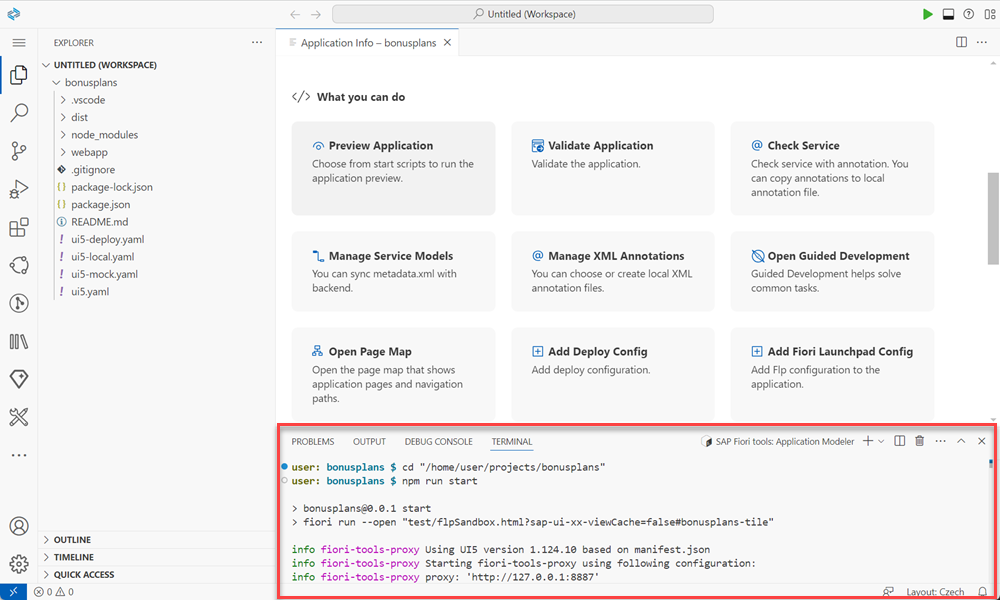 Untitled (Workspace)
EXPLORER
UNTITLED (WORKSPACE)
bonusplans
.vscode
dist
node_modules
webapp
.gitignore
package-lock.json
package.json
README.md
ui5-deploy.yaml
ui5-local.yaml
ui5-mock.yaml
ui5.yaml
OUTLINE
TIMELINE
QUICK ACCESS
Application Info – bonusplans
What you can do
Preview Application
Choose from start scripts to run the
application preview.
Validate Application
Validate the application.
Check Service
Check service with annotation. You
can copy annotations to local
annotation file.
Manage Service Models
You can sync metadata.xml with
backend.
Manage XML Annotations
You can choose or create local XML
annotation files.
Open Guided Development
Guided Development helps solve
common tasks.
Open Page Map
Open the page map that shows
application pages and navigation
paths.
Add Deploy Config
Add deploy configuration.
Add Fiori Launchpad Config
Add Flp configuration to the
application.
PROBLEMS OUTPUT DEBUG CONSOLE TERMINAL SAP Fiori tools: Application Modeler
user: bonusplans $ cd "/home/user/projects/bonusplans"
user: bonusplans $ npm run start
> bonusplans@0.0.1 start
> fiori run --open "test/flpSandbox.html?sap-ui-xx-viewCache=false#bonusplans-tile"
info fiori-tools-proxy Using UI5 version 1.124.10 based on manifest.json
info fiori-tools-proxy Starting fiori-tools-proxy using following configuration:
info fiori-tools-proxy proxy: 'http://127.0.0.1:8887'
0 0 Layout: Czech